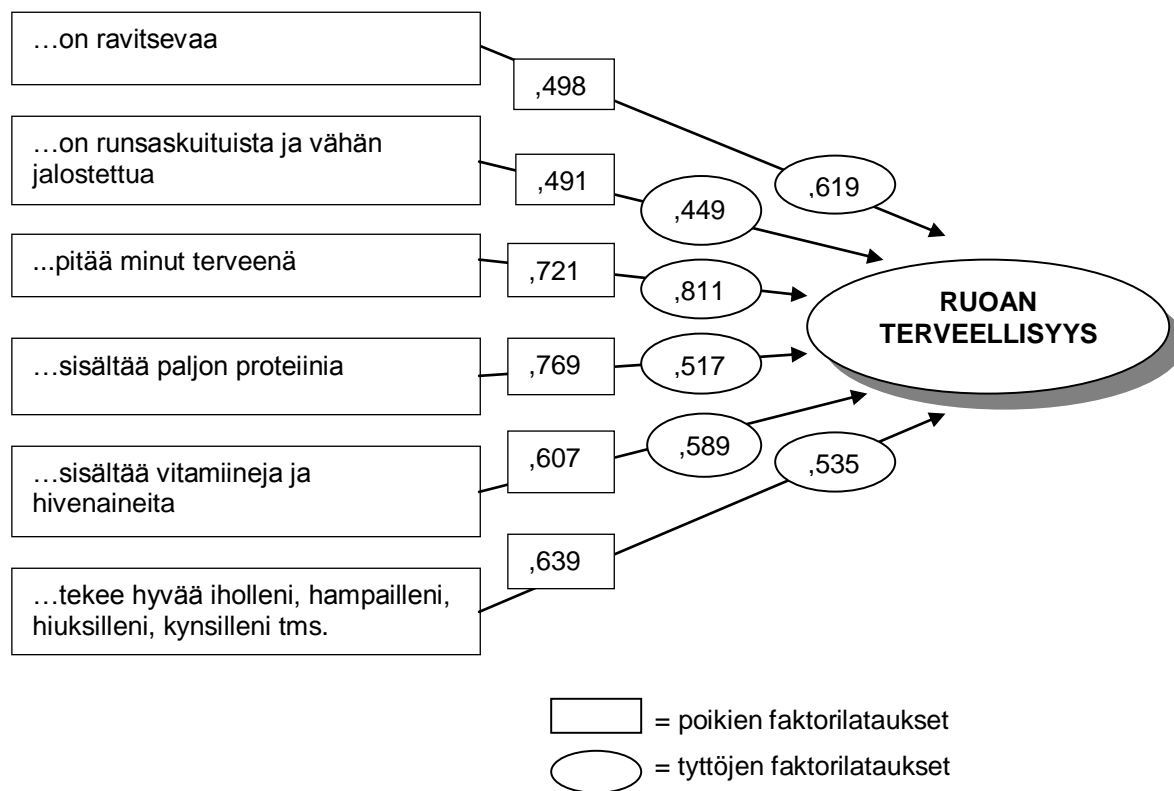 …on ravitsevaa
,498
,619
…on runsaskuituista ja vähän
jalostettua
,491
,449
...pitää minut terveenä
,721
,811
…sisältää paljon proteiinia
,769
,517
…sisältää vitamiineja ja
hivenaineita
,607
,589
…tekee hyvää iholleni, hampailleni,
hiuksilleni, kynsilleni tms.
,639
,535
RUOAN
TERVEELLISYYS
= poikien faktorilataukset
= tyttöjen faktorilataukset